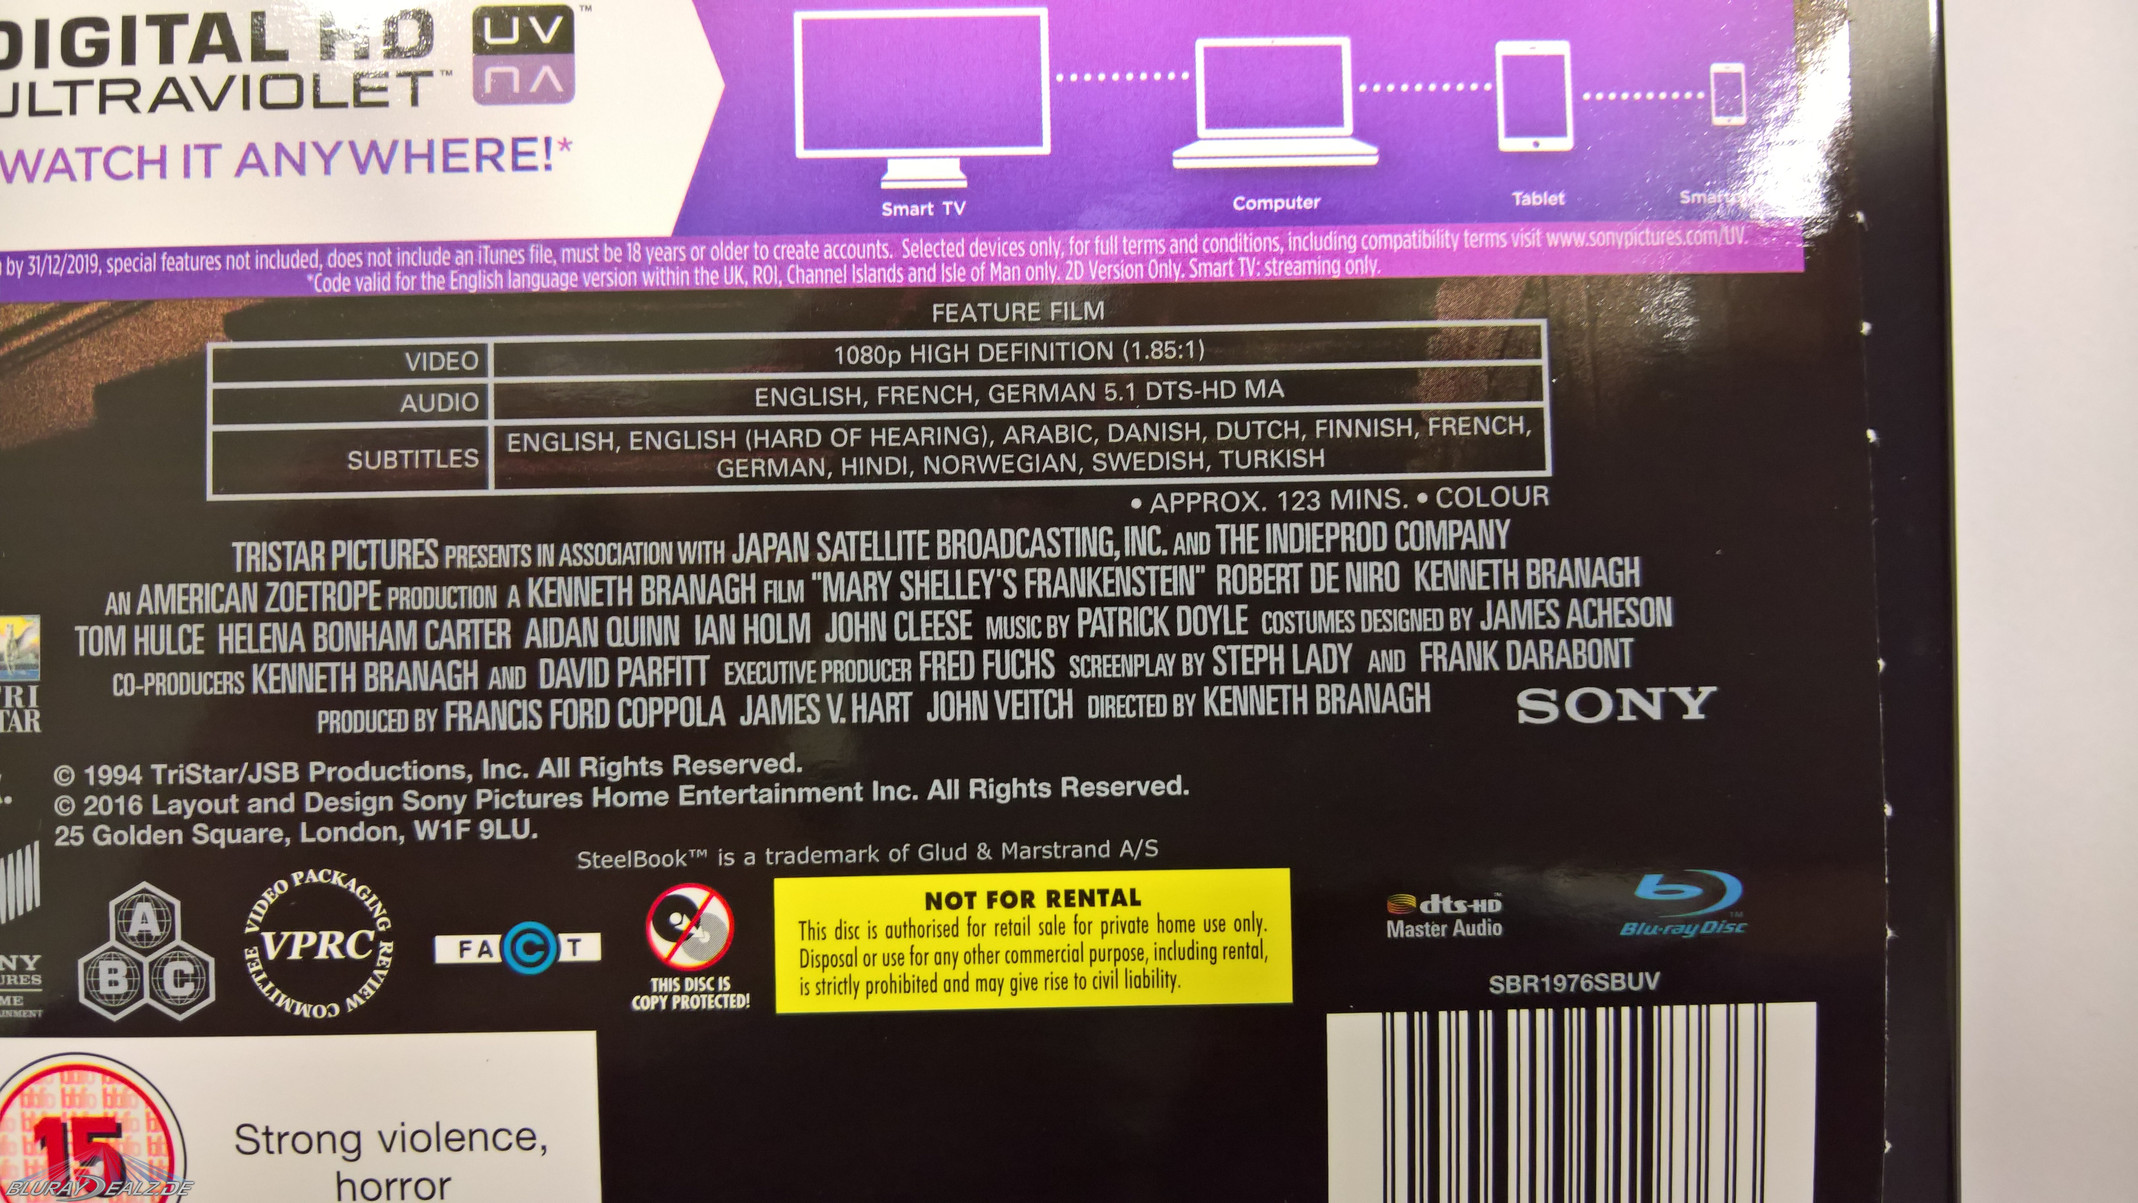 DIGITAL HD
ULTRAVIOLET™
UV™
WATCH IT ANYWHERE!*
Smart TV
Computer
Tablet
by 31/12/2019, special features not included, does not include an iTunes file, must be 18 years or older to create accounts. Selected devices only, for full terms and conditions, including compatibility terms visit www.sonypictures.com/UV.
*Code valid for the English language version within the UK, ROI, Channel Islands and Isle of Man only. 2D Version Only. Smart TV: streaming only.
FEATURE FILM
VIDEO 1080p HIGH DEFINITION (1.85:1)
AUDIO ENGLISH, FRENCH, GERMAN 5.1 DTS-HD MA
SUBTITLES ENGLISH, ENGLISH (HARD OF HEARING), ARABIC, DANISH, DUTCH, FINNISH, FRENCH,
GERMAN, HINDI, NORWEGIAN, SWEDISH, TURKISH
• APPROX. 123 MINS. • COLOUR
TRISTAR PICTURES PRESENTS IN ASSOCIATION WITH JAPAN SATELLITE BROADCASTING, INC. AND THE INDIEPROD COMPANY
AN AMERICAN ZOETROPE PRODUCTION A KENNETH BRANAGH FILM "MARY SHELLEY'S FRANKENSTEIN" ROBERT DE NIRO KENNETH BRANAGH
TOM HULCE HELENA BONHAM CARTER AIDAN QUINN IAN HOLM JOHN CLEESE MUSIC BY PATRICK DOYLE COSTUMES DESIGNED BY JAMES ACHESON
CO-PRODUCERS KENNETH BRANAGH AND DAVID PARFITT EXECUTIVE PRODUCER FRED FUCHS SCREENPLAY BY STEPH LADY AND FRANK DARABONT
PRODUCED BY FRANCIS FORD COPPOLA JAMES V. HART JOHN VEITCH DIRECTED BY KENNETH BRANAGH
SONY
© 1994 TriStar/JSB Productions, Inc. All Rights Reserved.
© 2016 Layout and Design Sony Pictures Home Entertainment Inc. All Rights Reserved.
25 Golden Square, London, W1F 9LU.
SteelBook™ is a trademark of Glud & Marstrand A/S
A
B C
VIDEO PACKAGING REVIEW COMMITTEE
VPRC
FACT
THIS DISC IS
COPY PROTECTED!
NOT FOR RENTAL
This disc is authorised for retail sale for private home use only.
Disposal or use for any other commercial purpose, including rental,
is strictly prohibited and may give rise to civil liability.
dts-HD
Master Audio
Blu-ray Disc™
SBR1976SBUV
15
Strong violence,
horror
BLURAYDEALZ.DE